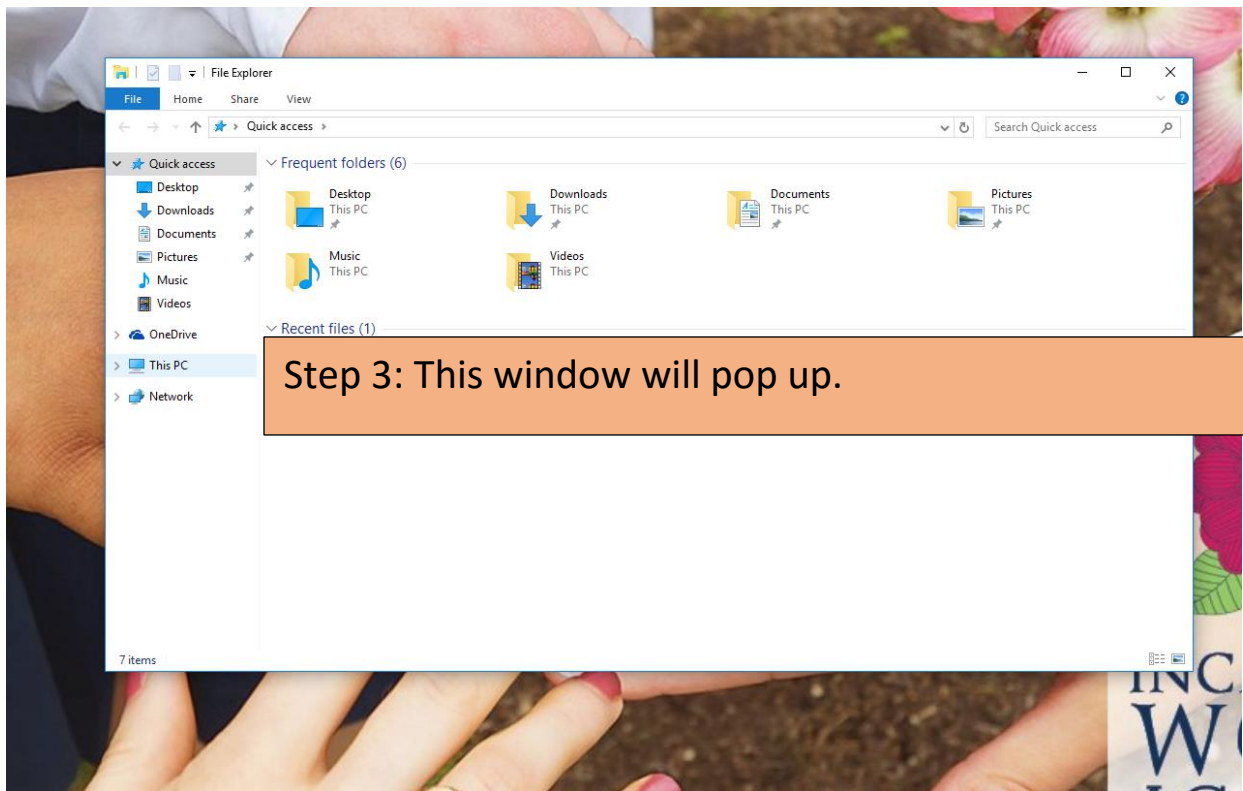 File Explorer
File Home Share View
Quick access
Search Quick access
Quick access
Desktop
Downloads
Documents
Pictures
Music
Videos
OneDrive
This PC
Network
Frequent folders (6)
Desktop
This PC
Downloads
This PC
Documents
This PC
Pictures
This PC
Music
This PC
Videos
This PC
Recent files (1)
Step 3: This window will pop up.
7 items
INC
WO